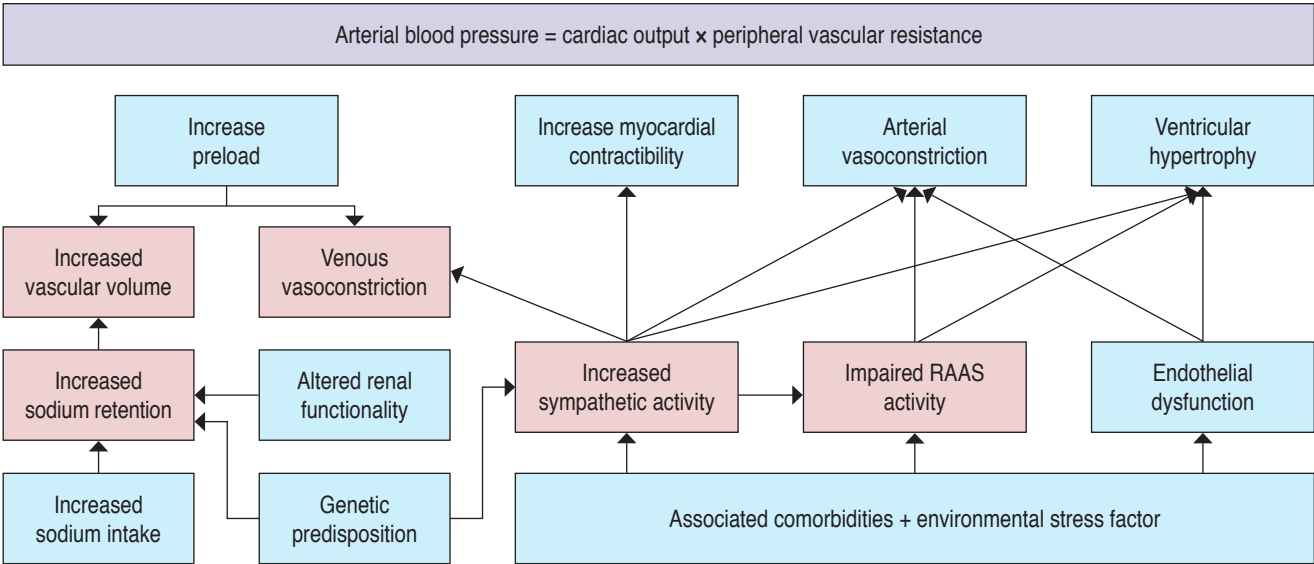 Arterial blood pressure = cardiac output × peripheral vascular resistance
Increase
preload
Increase myocardial
contractibility
Arterial
vasoconstriction
Ventricular
hypertrophy
Increased
vascular volume
Venous
vasoconstriction
Increased
sodium retention
Altered renal
functionality
Increased
sympathetic activity
Impaired RAAS
activity
Endothelial
dysfunction
Increased
sodium intake
Genetic
predisposition
Associated comorbidities + environmental stress factor